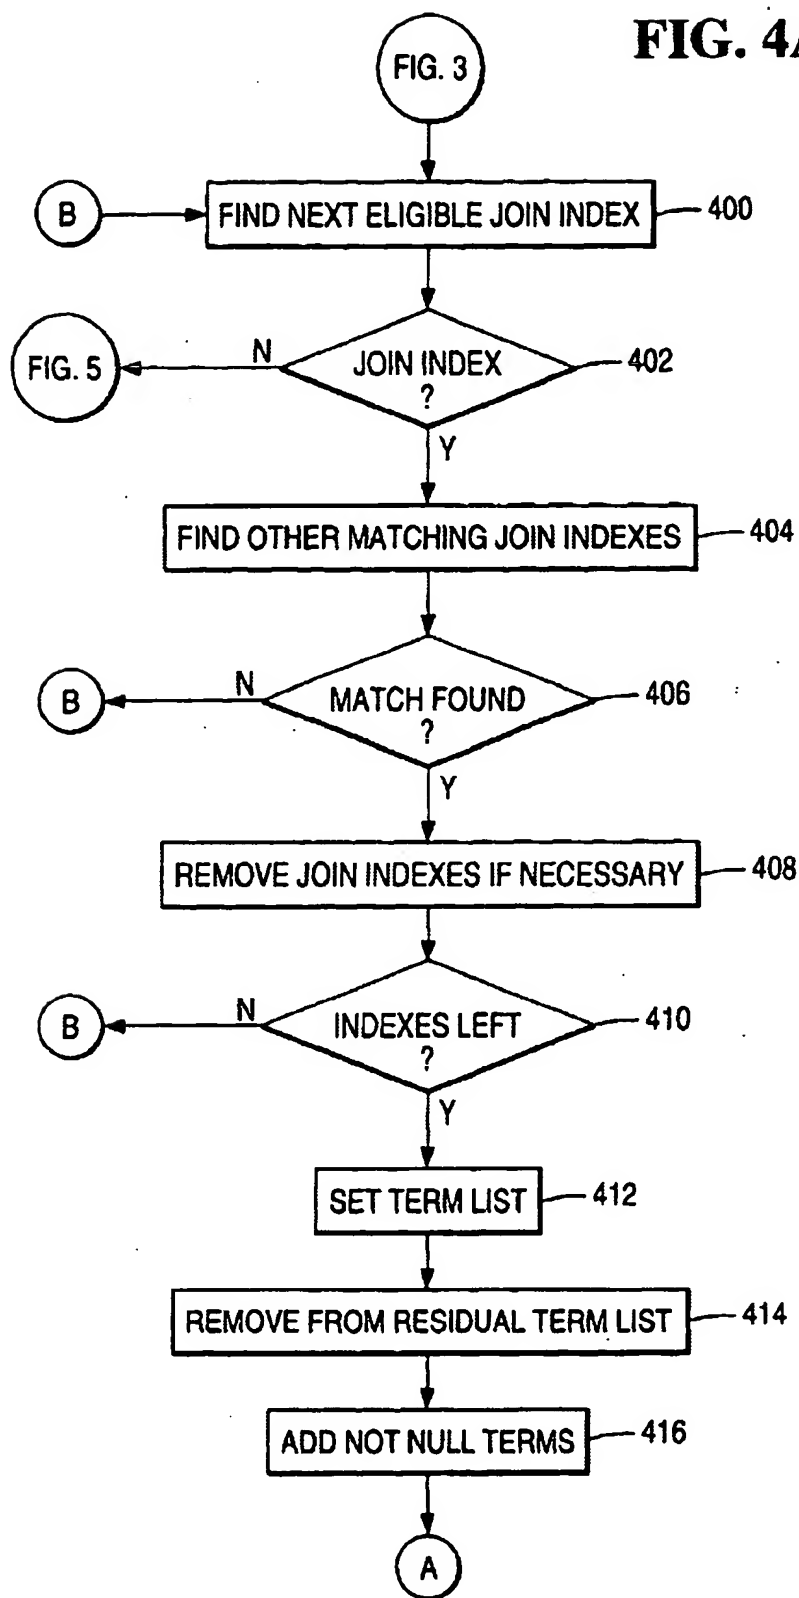 FIG. 4A
FIG. 3
B
FIND NEXT ELIGIBLE JOIN INDEX
400
FIG. 5
N
JOIN INDEX
?
402
Y
FIND OTHER MATCHING JOIN INDEXES
404
B
N
MATCH FOUND
?
406
Y
REMOVE JOIN INDEXES IF NECESSARY
408
B
N
INDEXES LEFT
?
410
Y
SET TERM LIST
412
REMOVE FROM RESIDUAL TERM LIST
414
ADD NOT NULL TERMS
416
A